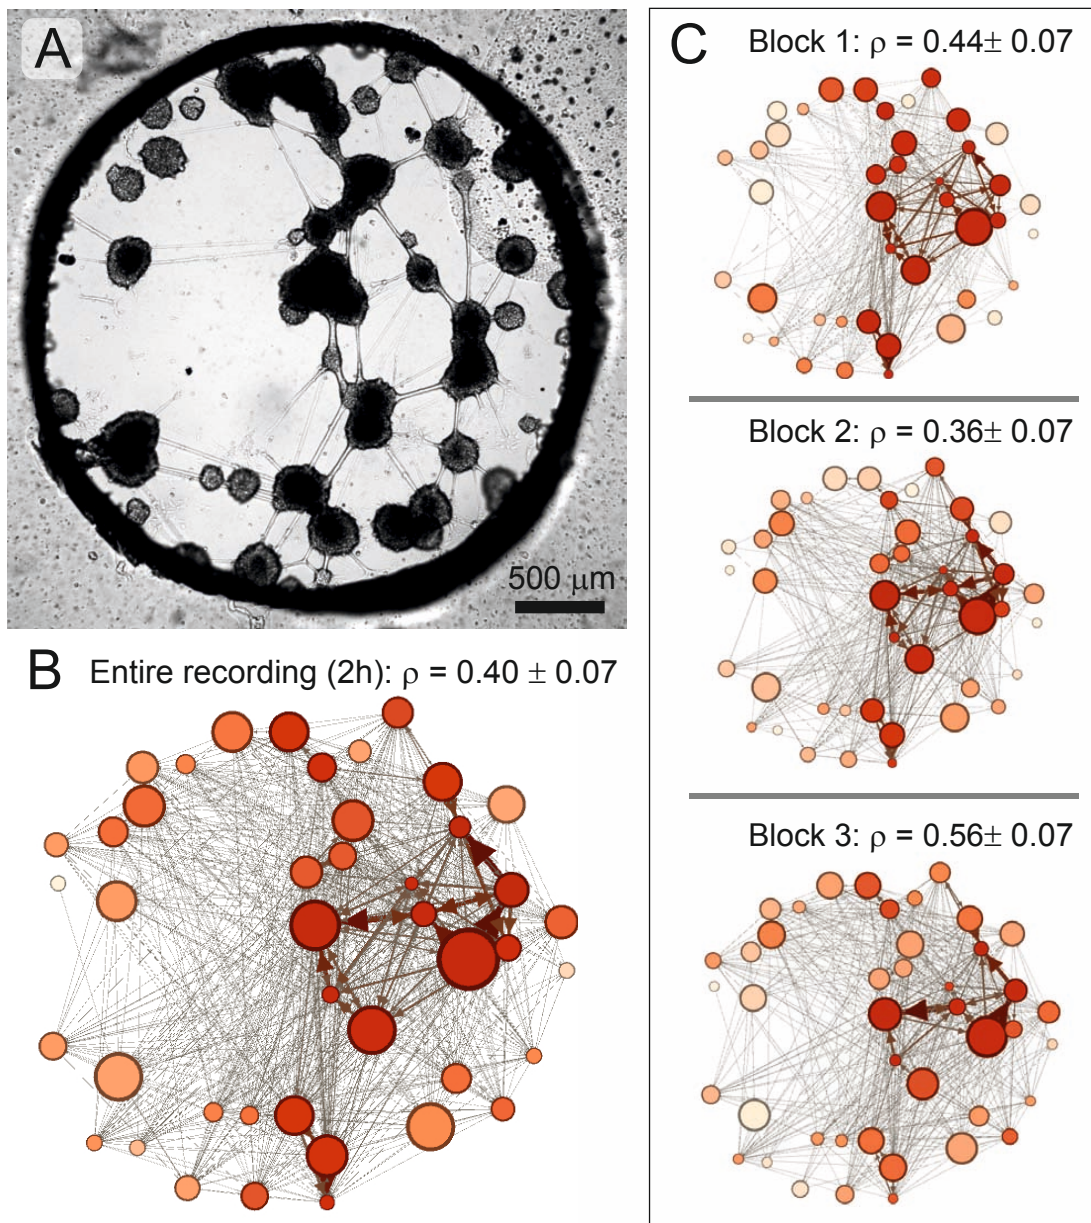 A
500 μm
B Entire recording (2h): ρ = 0.40 ± 0.07
C Block 1: ρ = 0.44± 0.07
Block 2: ρ = 0.36± 0.07
Block 3: ρ = 0.56± 0.07